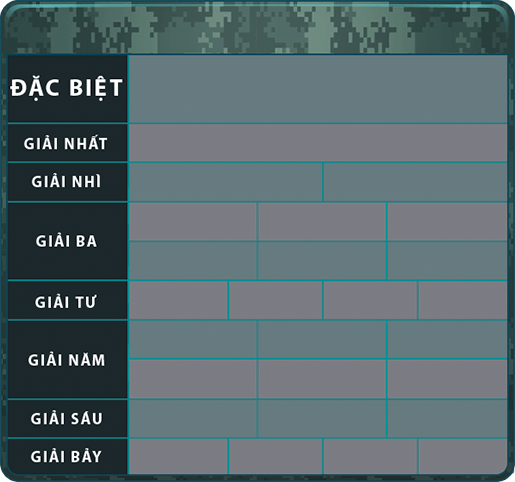 ĐẶC BIỆT
GIẢI NHẤT
GIẢI NHÌ
GIẢI BA
GIẢI TƯ
GIẢI NĂM
GIẢI SÁU
GIẢI BẢY